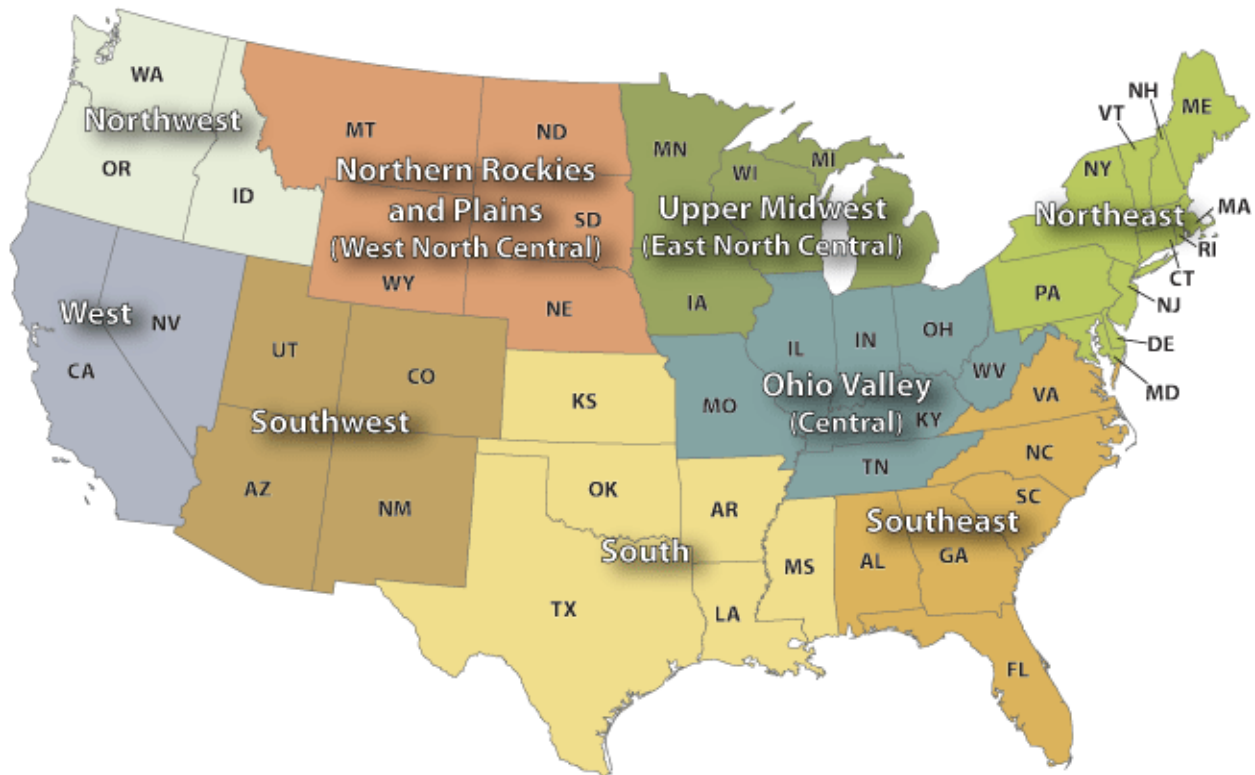 WA
Northwest
OR
ID
MT
ND
Northern Rockies
and Plains
(West North Central)
SD
WY
NE
MN
WI
MI
Upper Midwest
(East North Central)
IA
VT
NH
ME
NY
Northeast
MA
RI
CT
PA
NJ
DE
MD
West
NV
CA
UT
CO
Southwest
AZ
NM
KS
OK
AR
South
TX
LA
MS
IL
IN
OH
WV
Ohio Valley
(Central)
MO
KY
TN
VA
NC
SC
Southeast
AL
GA
FL